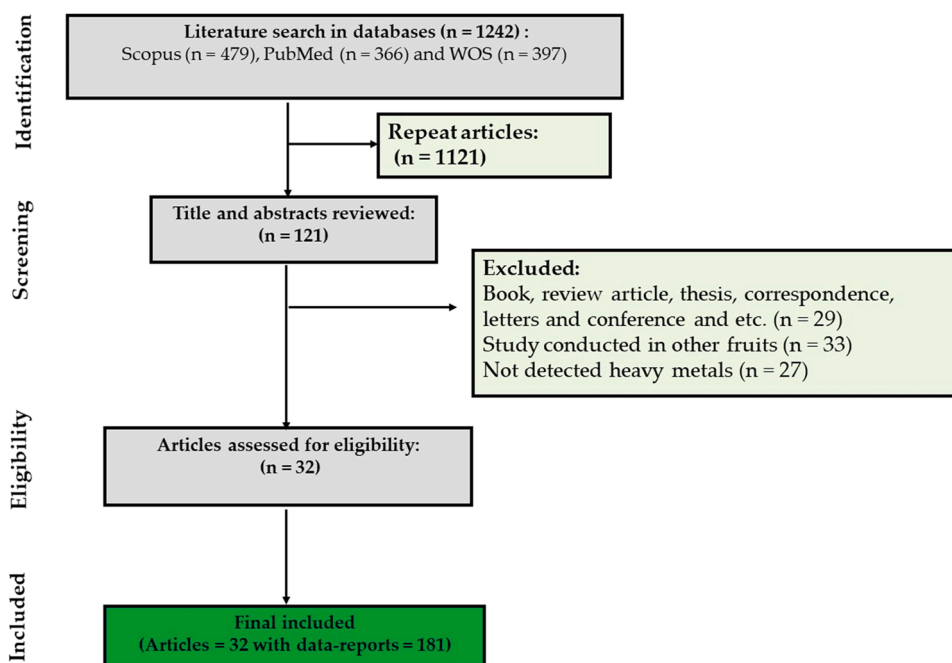 Identification
Literature search in databases (n = 1242) :
Scopus (n = 479), PubMed (n = 366) and WOS (n = 397)
Repeat articles:
(n = 1121)
Screening
Title and abstracts reviewed:
(n = 121)
Excluded:
Book, review article, thesis, correspondence,
letters and conference and etc. (n = 29)
Study conducted in other fruits (n = 33)
Not detected heavy metals (n = 27)
Eligibility
Articles assessed for eligibility:
(n = 32)
Included
Final included
(Articles = 32 with data-reports = 181)